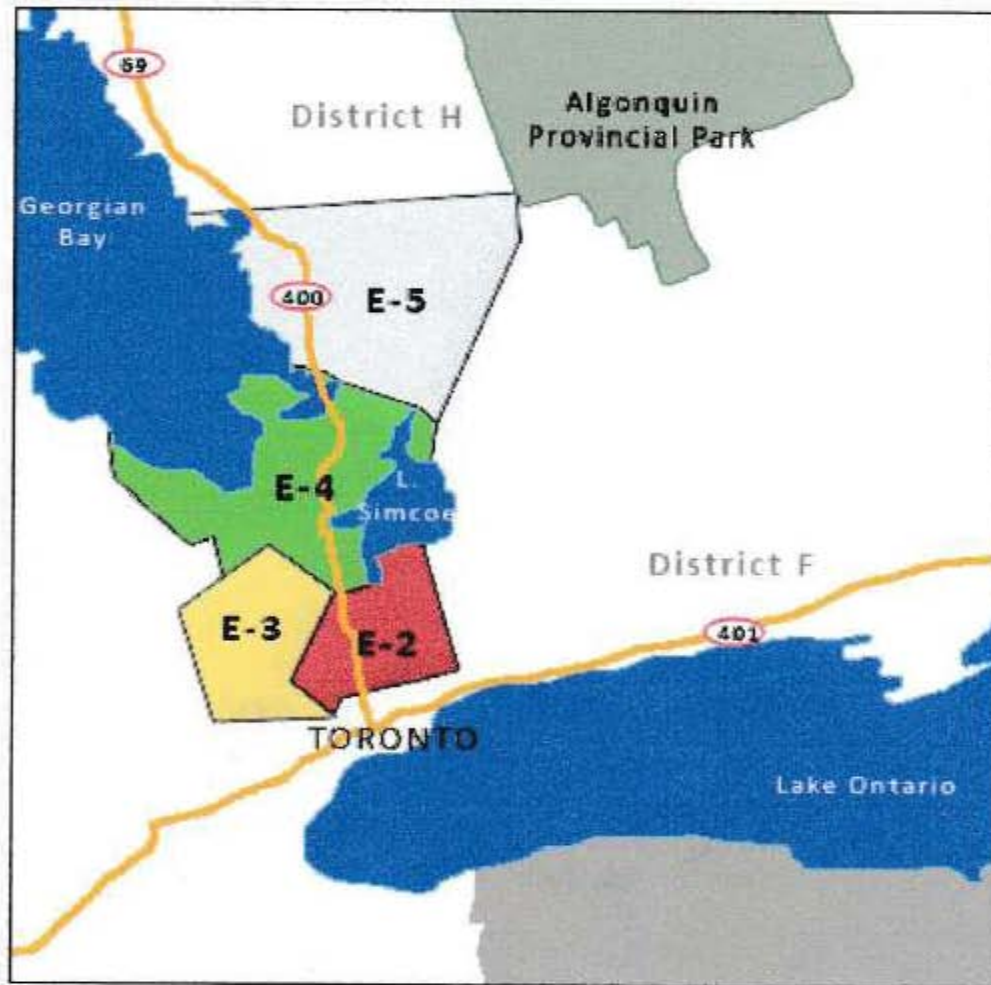 69
District H
Algonquin
Provincial Park
Georgian
Bay
400
E-5
E-4
L.
Simcoe
District F
E-3
E-2
401
TORONTO
Lake Ontario